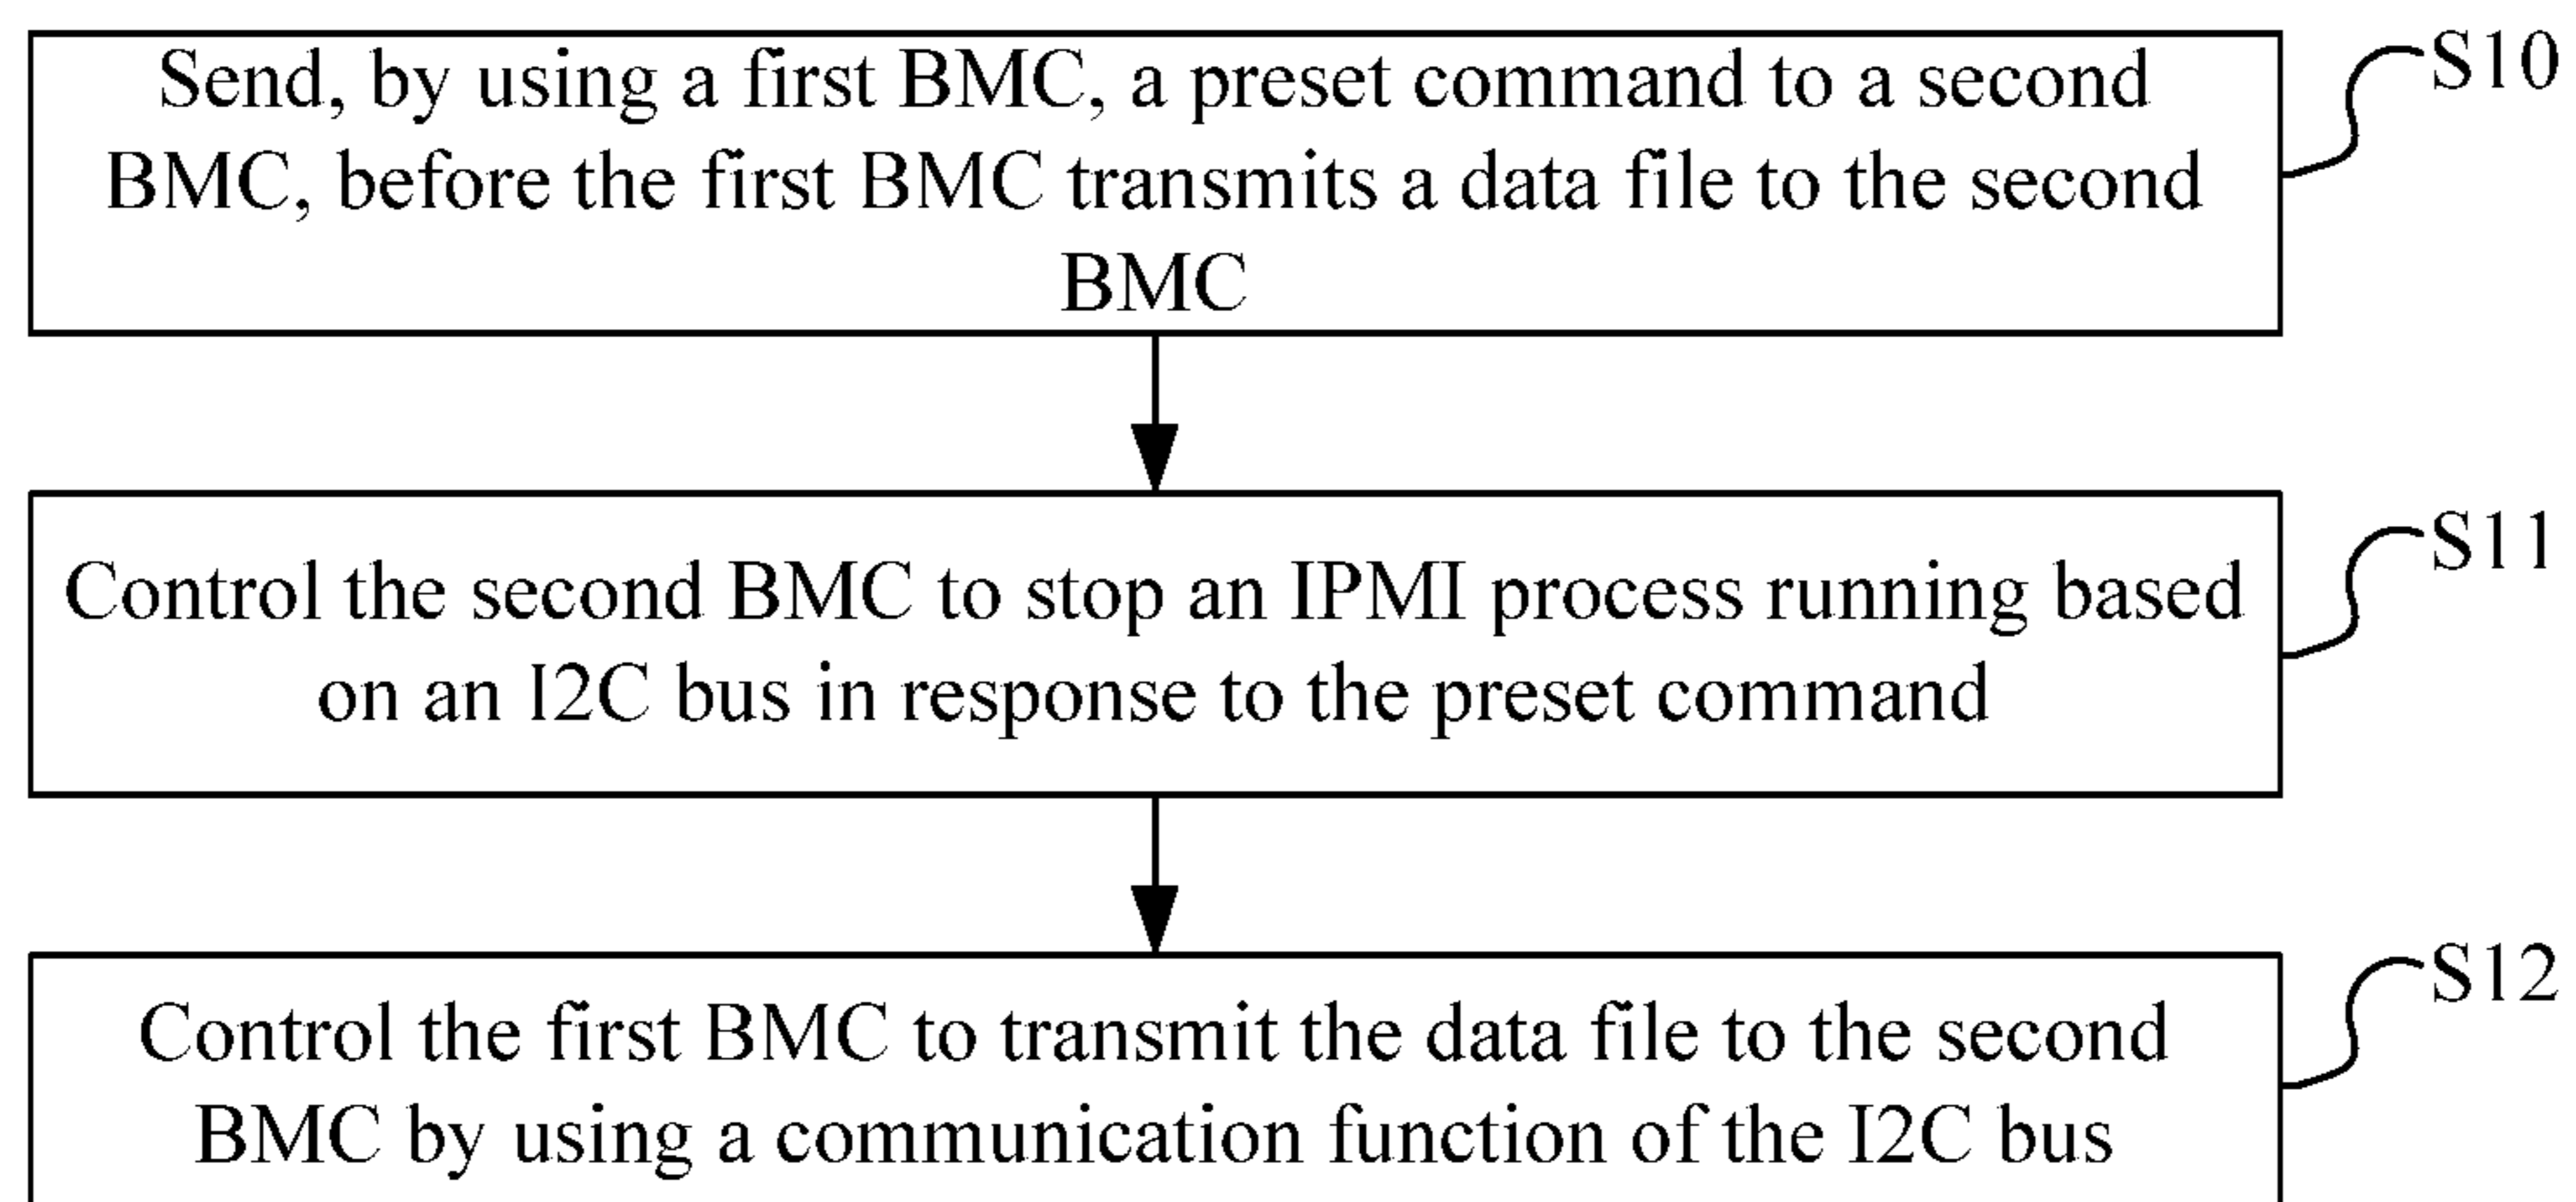 Send, by using a first BMC, a preset command to a second
BMC, before the first BMC transmits a data file to the second
BMC
S10
Control the second BMC to stop an IPMI process running based
on an I2C bus in response to the preset command
S11
Control the first BMC to transmit the data file to the second
BMC by using a communication function of the I2C bus
S12